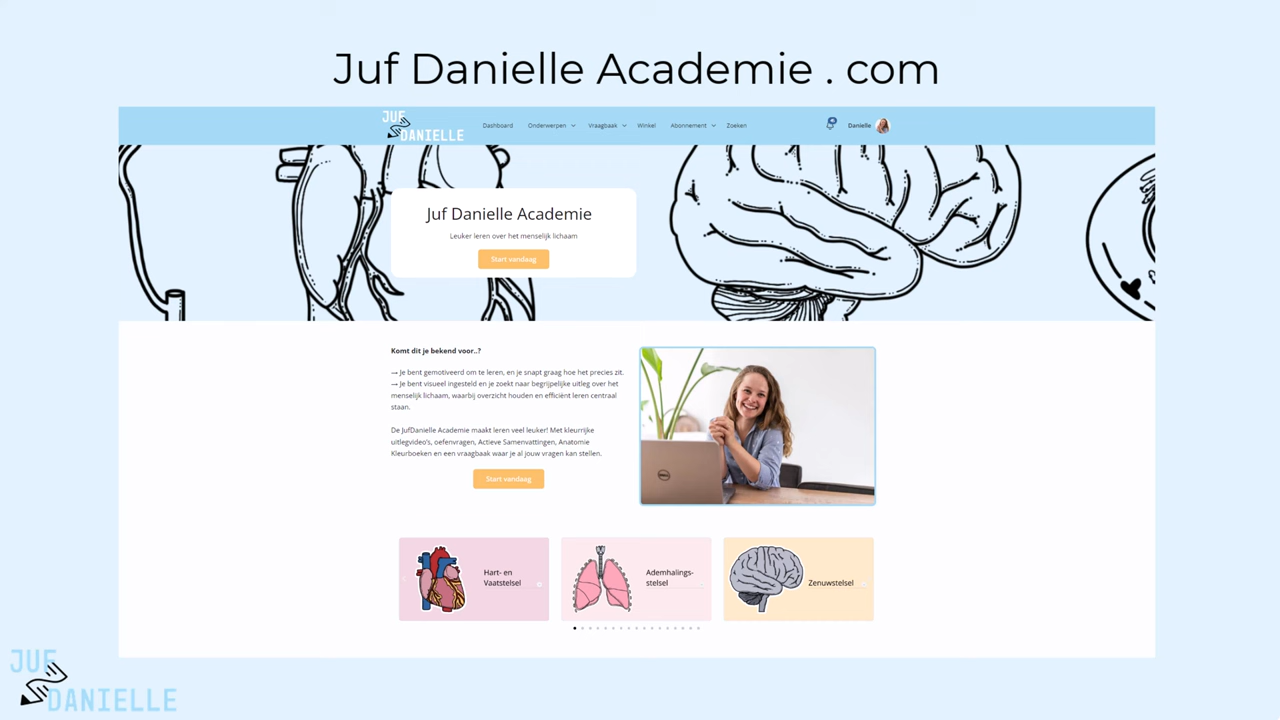 Juf Danielle Academie . com
JUF
DANIELLE
Dashboard Onderwerpen Vraagbaak Winkel Abonnement Zoeken Danielle
Juf Danielle Academie
Leuker leren over het menselijk lichaam
Start vandaag
Komt dit je bekend voor..?
→ Je bent gemotiveerd om te leren, en je snapt graag hoe het precies zit.
→ Je bent visueel ingesteld en je zoekt naar begrijpelijke uitleg over het
menselijk lichaam, waarbij overzicht houden en efficiënt leren centraal
staan.
De JufDanielle Academie maakt leren veel leuker! Met kleurrijke
uitlegvideo's, oefenvragen, Actieve Samenvattingen, Anatomie
Kleurboeken en een vraagbaak waar je al jouw vragen kan stellen.
Start vandaag
DELL
Hart- en
Vaatstelsel
Ademhalings-
stelsel
Zenuwstelsel
JUF
DANIELLE